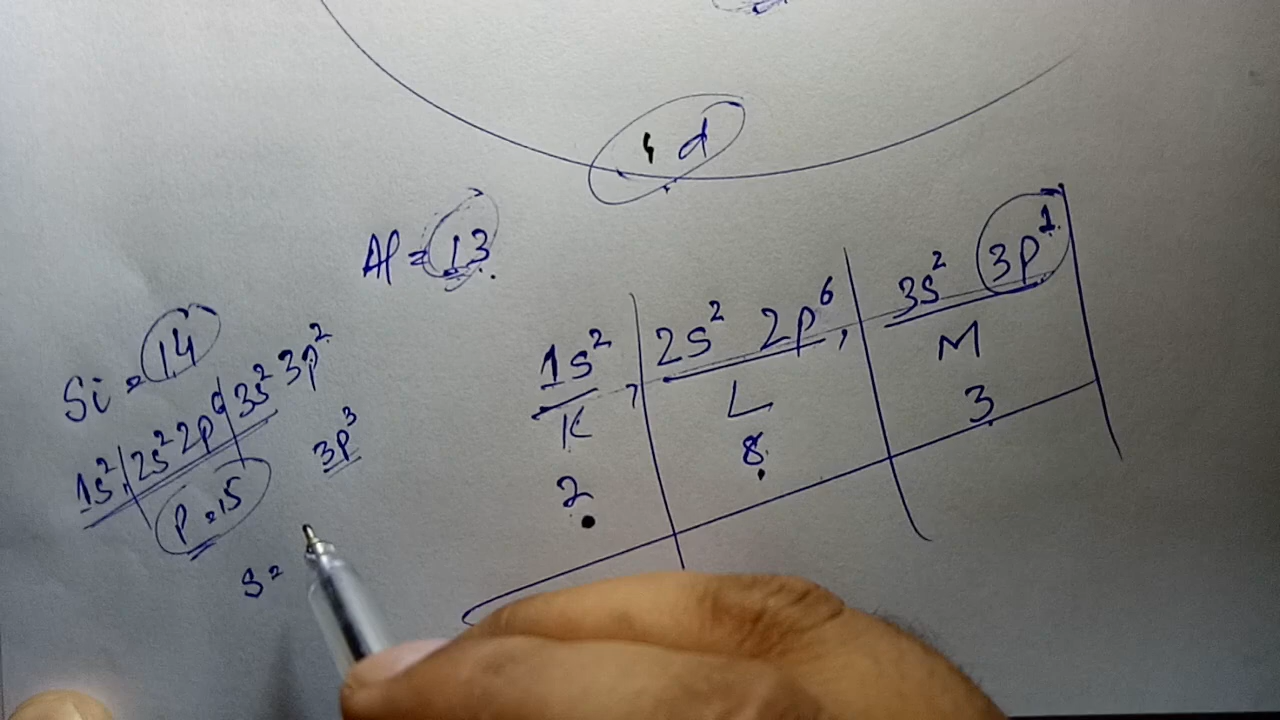 4 d
Al = 13
1s² , 2s² 2p⁶ , 3s² 3p¹
K L M
2 8 3
Si = 14
1s², 2s² 2p⁶ 3s² 3p²
3p³
P = 15
S =